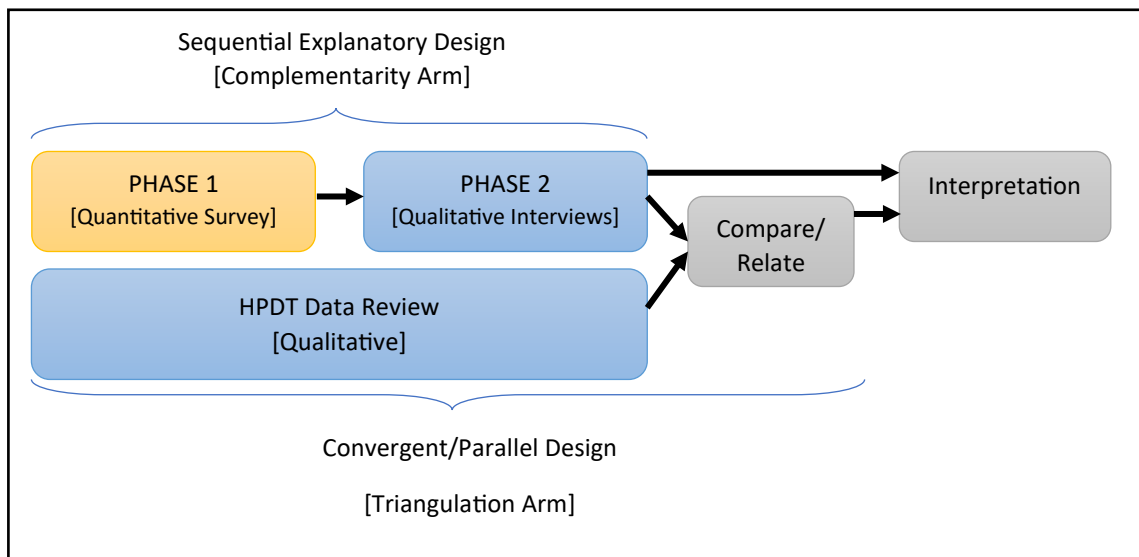 Sequential Explanatory Design
[Complementarity Arm]
PHASE 1
[Quantitative Survey]
PHASE 2
[Qualitative Interviews]
Interpretation
Compare/
Relate
HPDT Data Review
[Qualitative]
Convergent/Parallel Design
[Triangulation Arm]